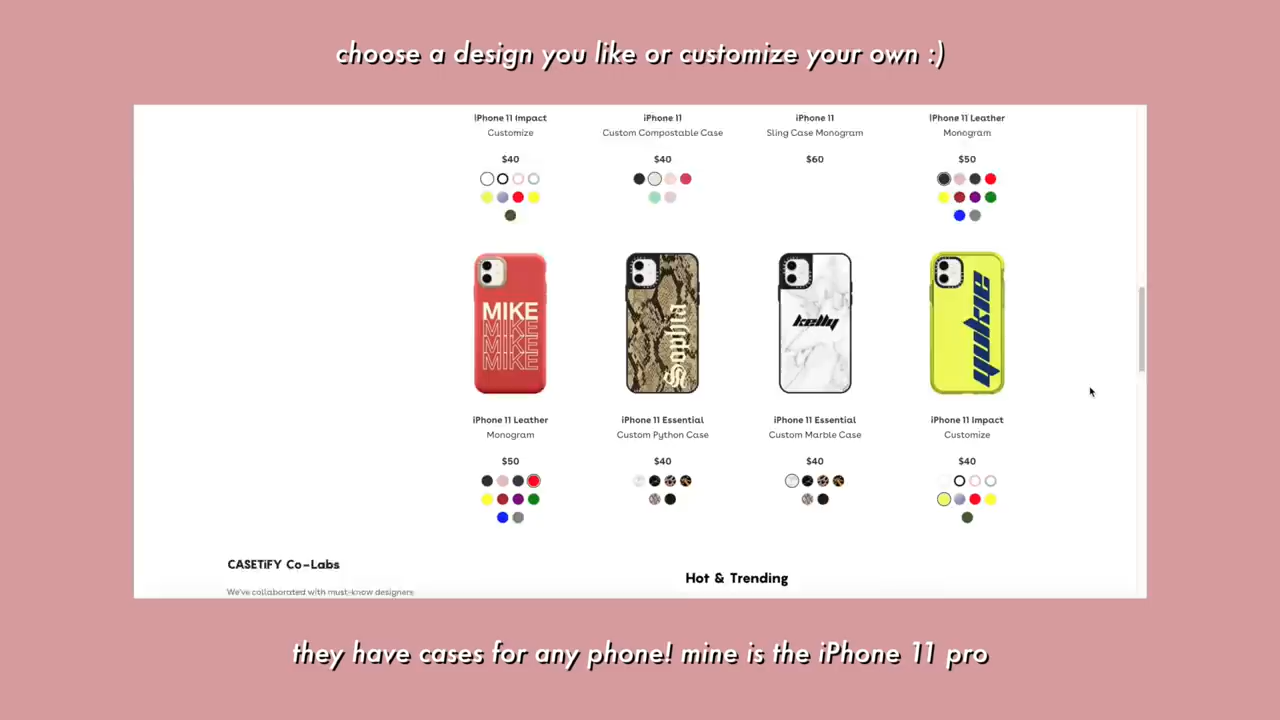 choose a design you like or customize your own :)
iPhone 11 Impact
Customize
$40
iPhone 11
Custom Compostable Case
$40
iPhone 11
Sling Case Monogram
$60
iPhone 11 Leather
Monogram
$50
MIKE
MIKE
MIKE
MIKE
Sophia
kelly
yukie
iPhone 11 Leather
Monogram
$50
iPhone 11 Essential
Custom Python Case
$40
iPhone 11 Essential
Custom Marble Case
$40
iPhone 11 Impact
Customize
$40
CASETiFY Co-Labs
We've collaborated with must-know designers
Hot & Trending
they have cases for any phone! mine is the iPhone 11 pro